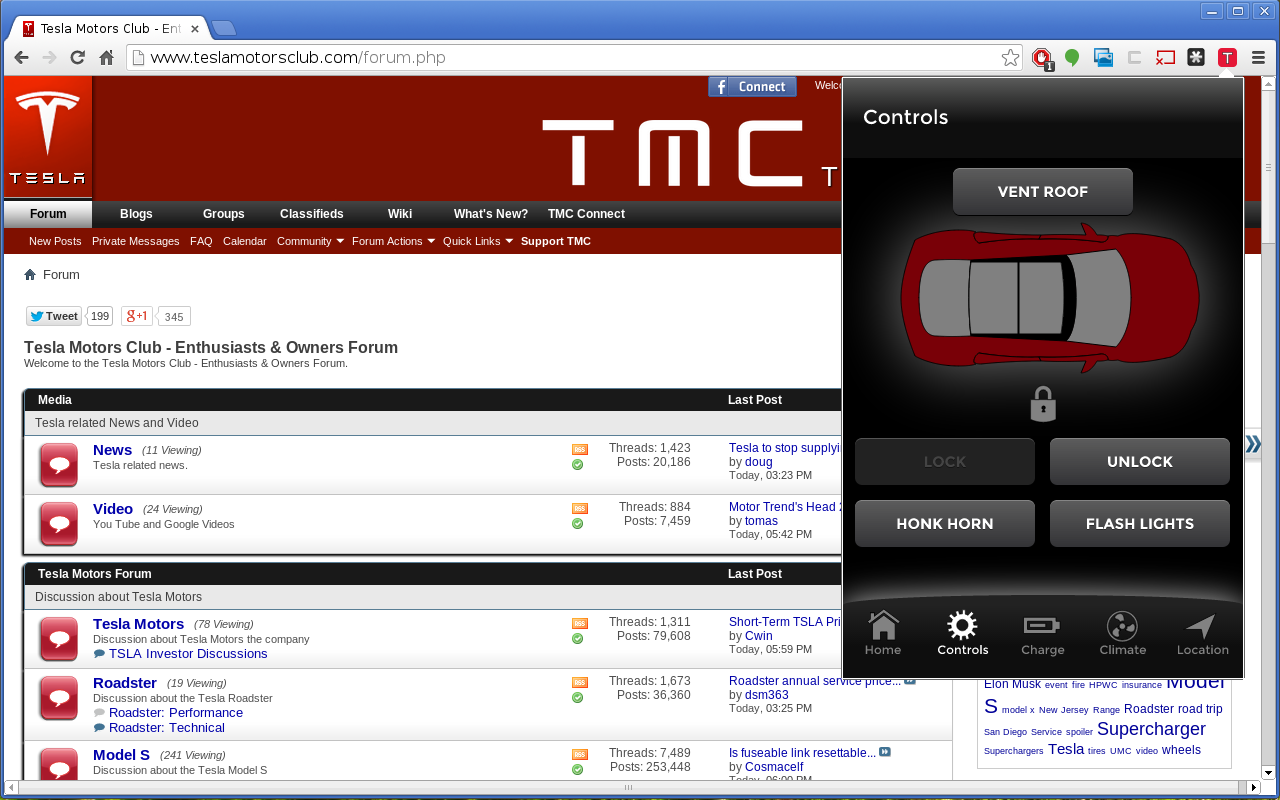 Tesla Motors Club - Ent
www.teslamotorsclub.com/forum.php
1
T
TESLA
f Connect
Welco
TMC
T
Forum
Blogs
Groups
Classifieds
Wiki
What's New?
TMC Connect
New Posts
Private Messages
FAQ
Calendar
Community
Forum Actions
Quick Links
Support TMC
Forum
Tweet
199
g+1
345
Tesla Motors Club - Enthusiasts & Owners Forum
Welcome to the Tesla Motors Club - Enthusiasts & Owners Forum.
Media
Last Post
Tesla related News and Video
News (11 Viewing)
Tesla related news.
RSS
Threads: 1,423
Posts: 20,186
Tesla to stop supplyi
by doug
Today, 03:23 PM
Video (24 Viewing)
You Tube and Google Videos
RSS
Threads: 884
Posts: 7,459
Motor Trend's Head 2
by tomas
Today, 05:42 PM
Tesla Motors Forum
Last Post
Discussion about Tesla Motors
Tesla Motors (78 Viewing)
Discussion about Tesla Motors the company
TSLA Investor Discussions
RSS
Threads: 1,311
Posts: 79,608
Short-Term TSLA Pri
by Cwin
Today, 05:59 PM
Roadster (19 Viewing)
Discussion about the Tesla Roadster
Roadster: Performance
Roadster: Technical
RSS
Threads: 1,673
Posts: 36,360
Roadster annual service price...
by dsm363
Today, 03:25 PM
Model S (241 Viewing)
Discussion about the Tesla Model S
RSS
Threads: 7,489
Posts: 253,448
Is fuseable link resettable...
by Cosmacelf
Today, 06:00 PM
Controls
VENT ROOF
LOCK
UNLOCK
HONK HORN
FLASH LIGHTS
Home
Controls
Charge
Climate
Location
Elon Musk event fire HPWC insurance Model
S model x New Jersey Range Roadster road trip
San Diego Service spoiler Supercharger
Superchargers Tesla tires UMC video wheels